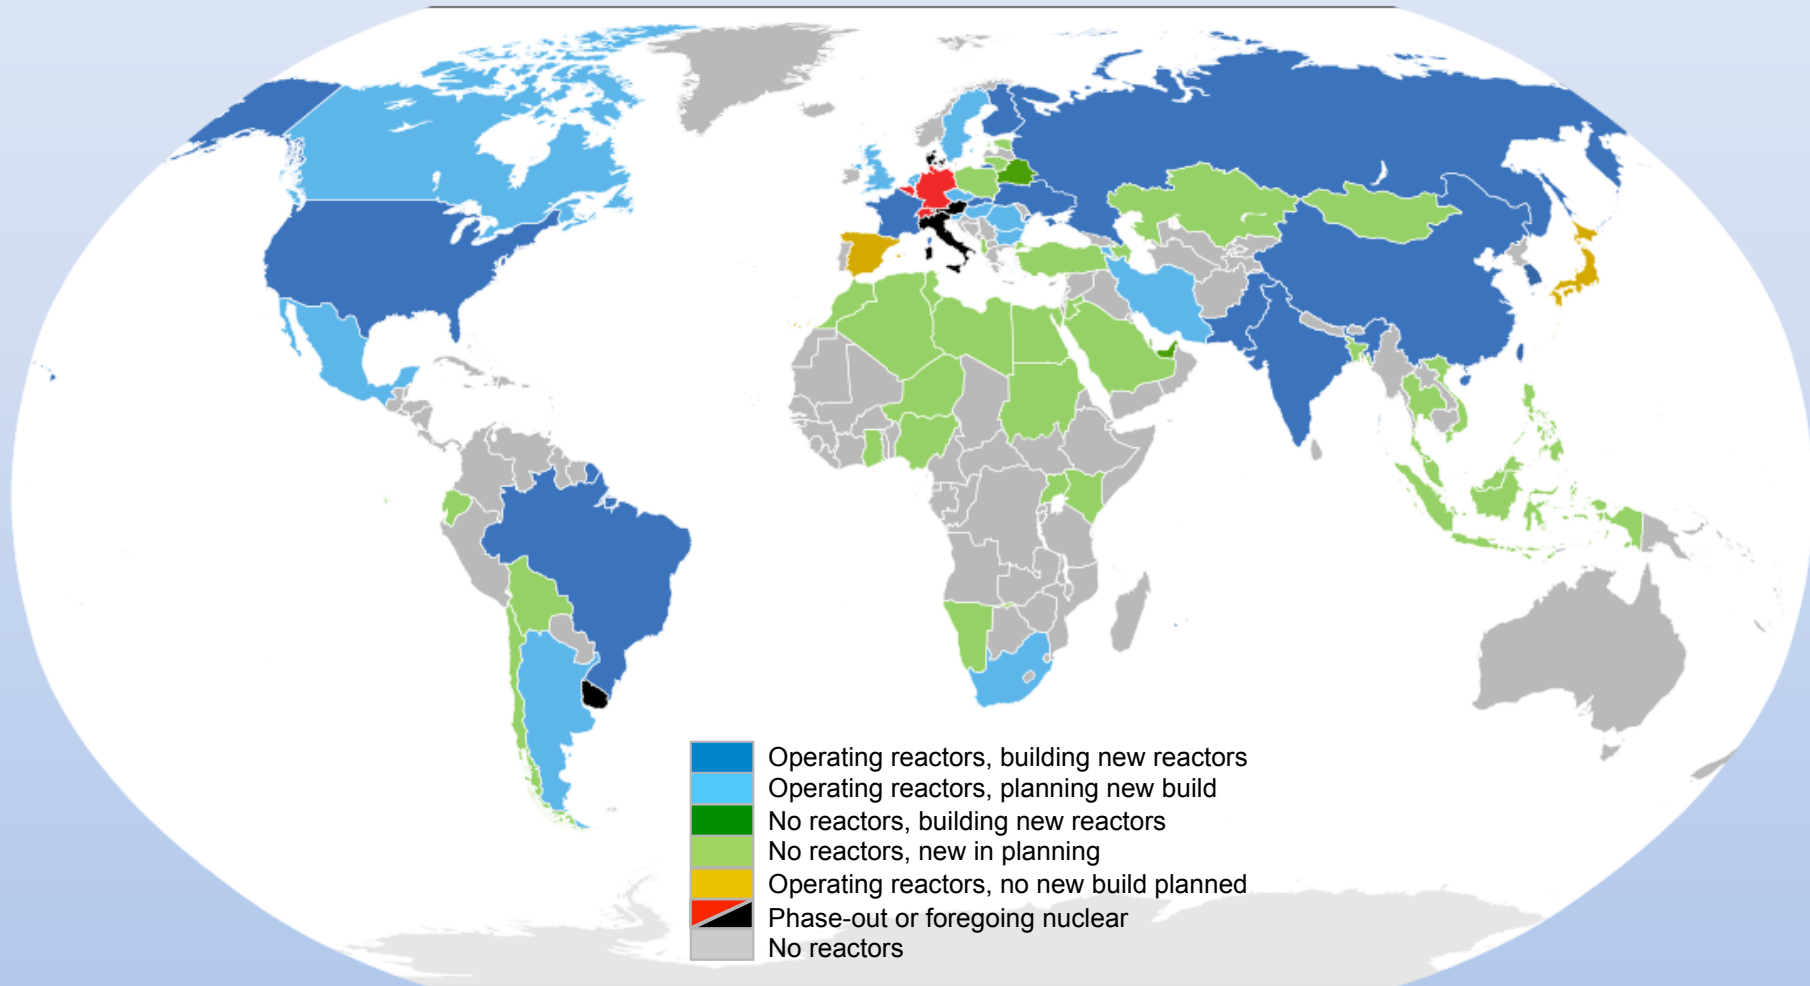 Operating reactors, building new reactors
Operating reactors, planning new build
No reactors, building new reactors
No reactors, new in planning
Operating reactors, no new build planned
Phase-out or foregoing nuclear
No reactors